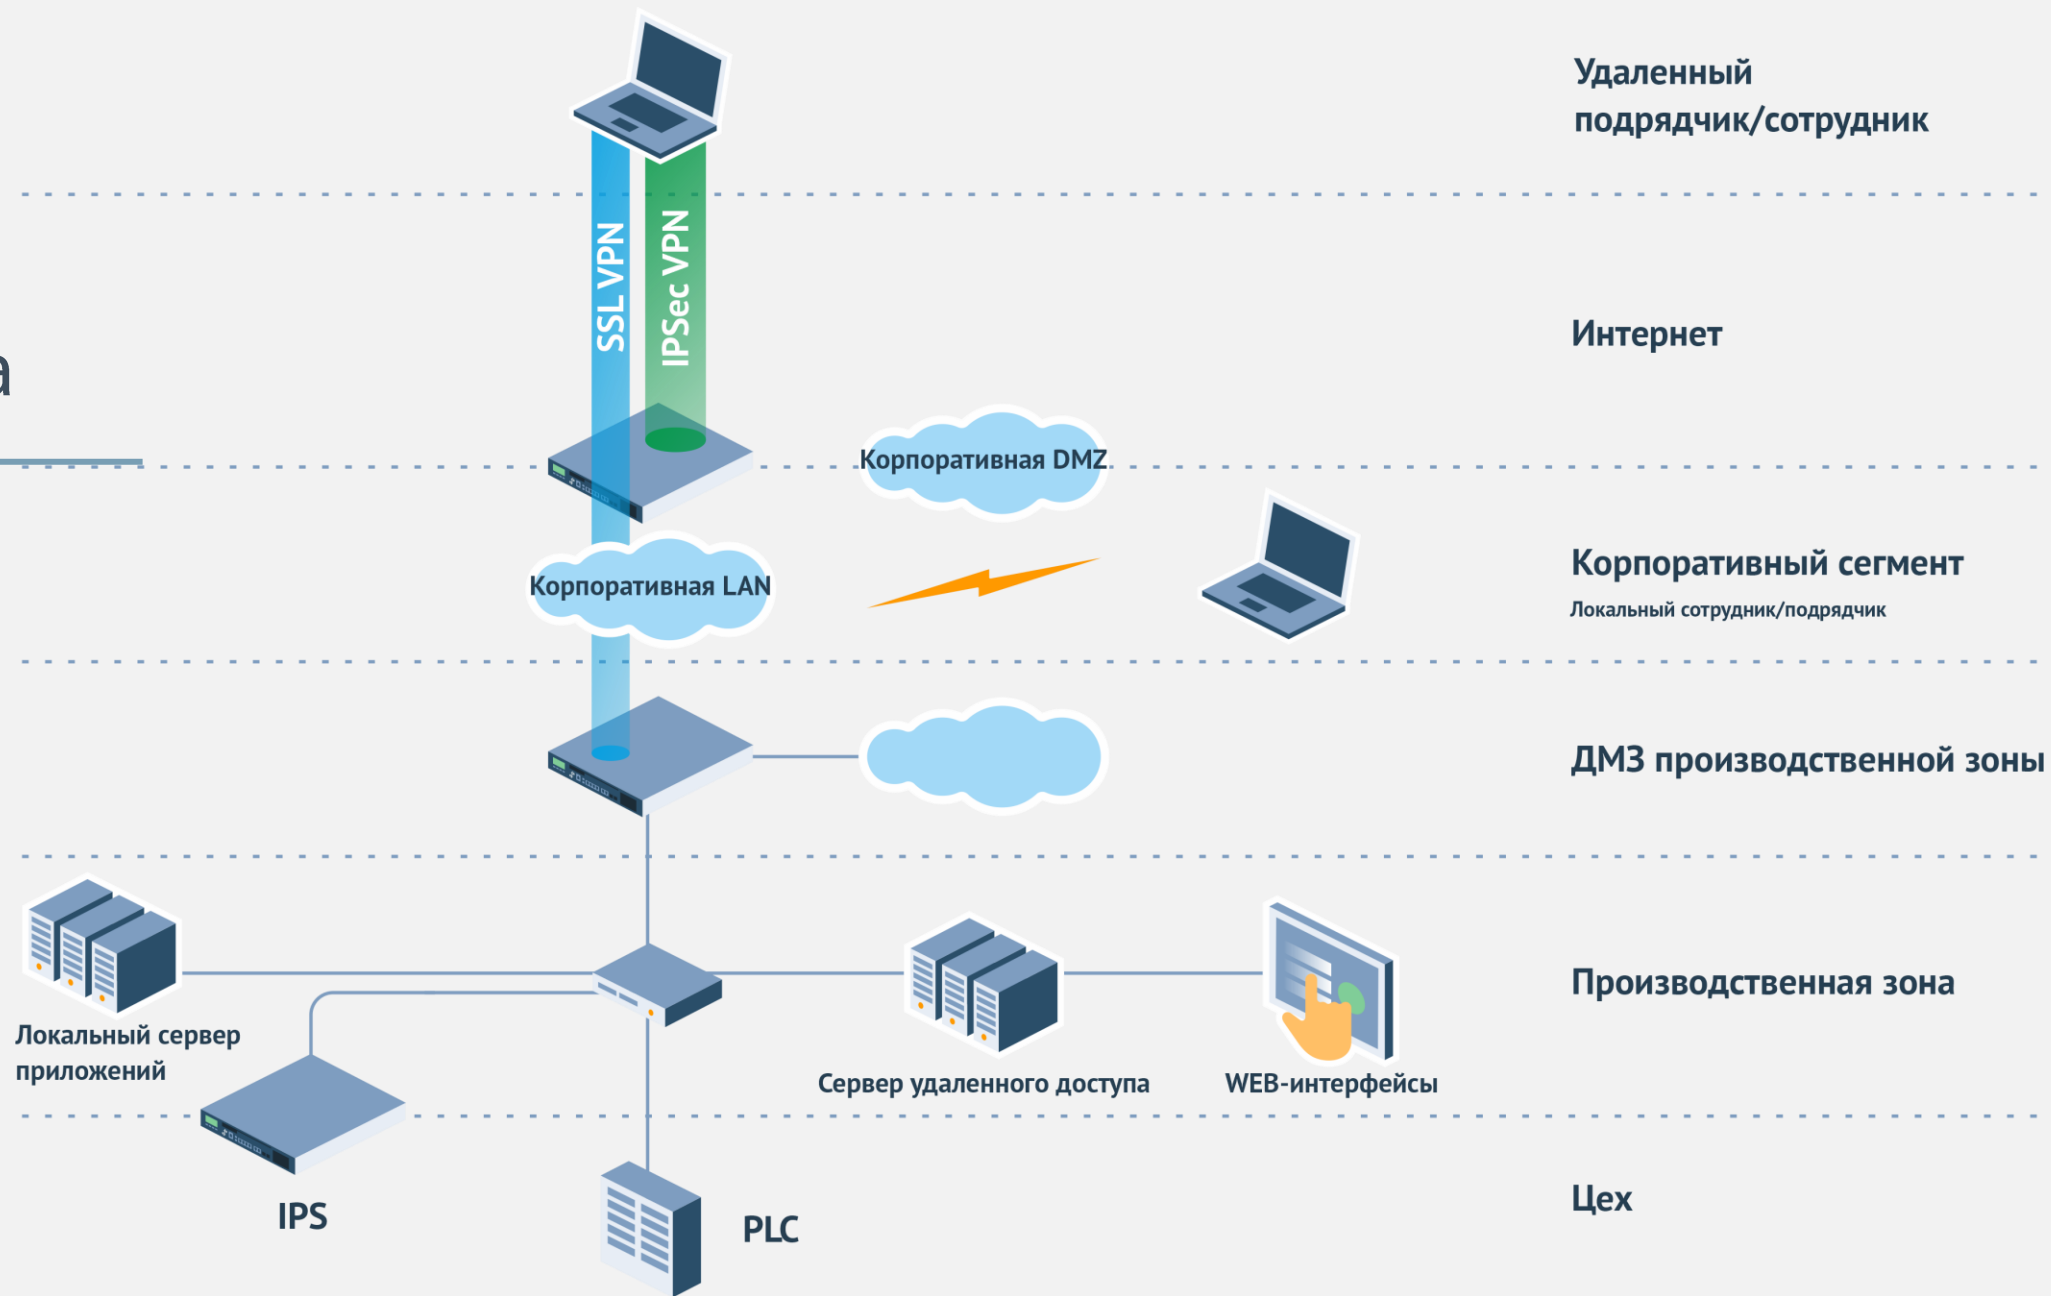 Удаленный
подрядчик/сотрудник
SSL VPN
IPSec VPN
Интернет
а
Корпоративная DMZ
Корпоративная LAN
Корпоративный сегмент
Локальный сотрудник/подрядчик
ДМЗ производственной зоны
Производственная зона
Локальный сервер
приложений
Сервер удаленного доступа
WEB-интерфейсы
IPS
PLC
Цех